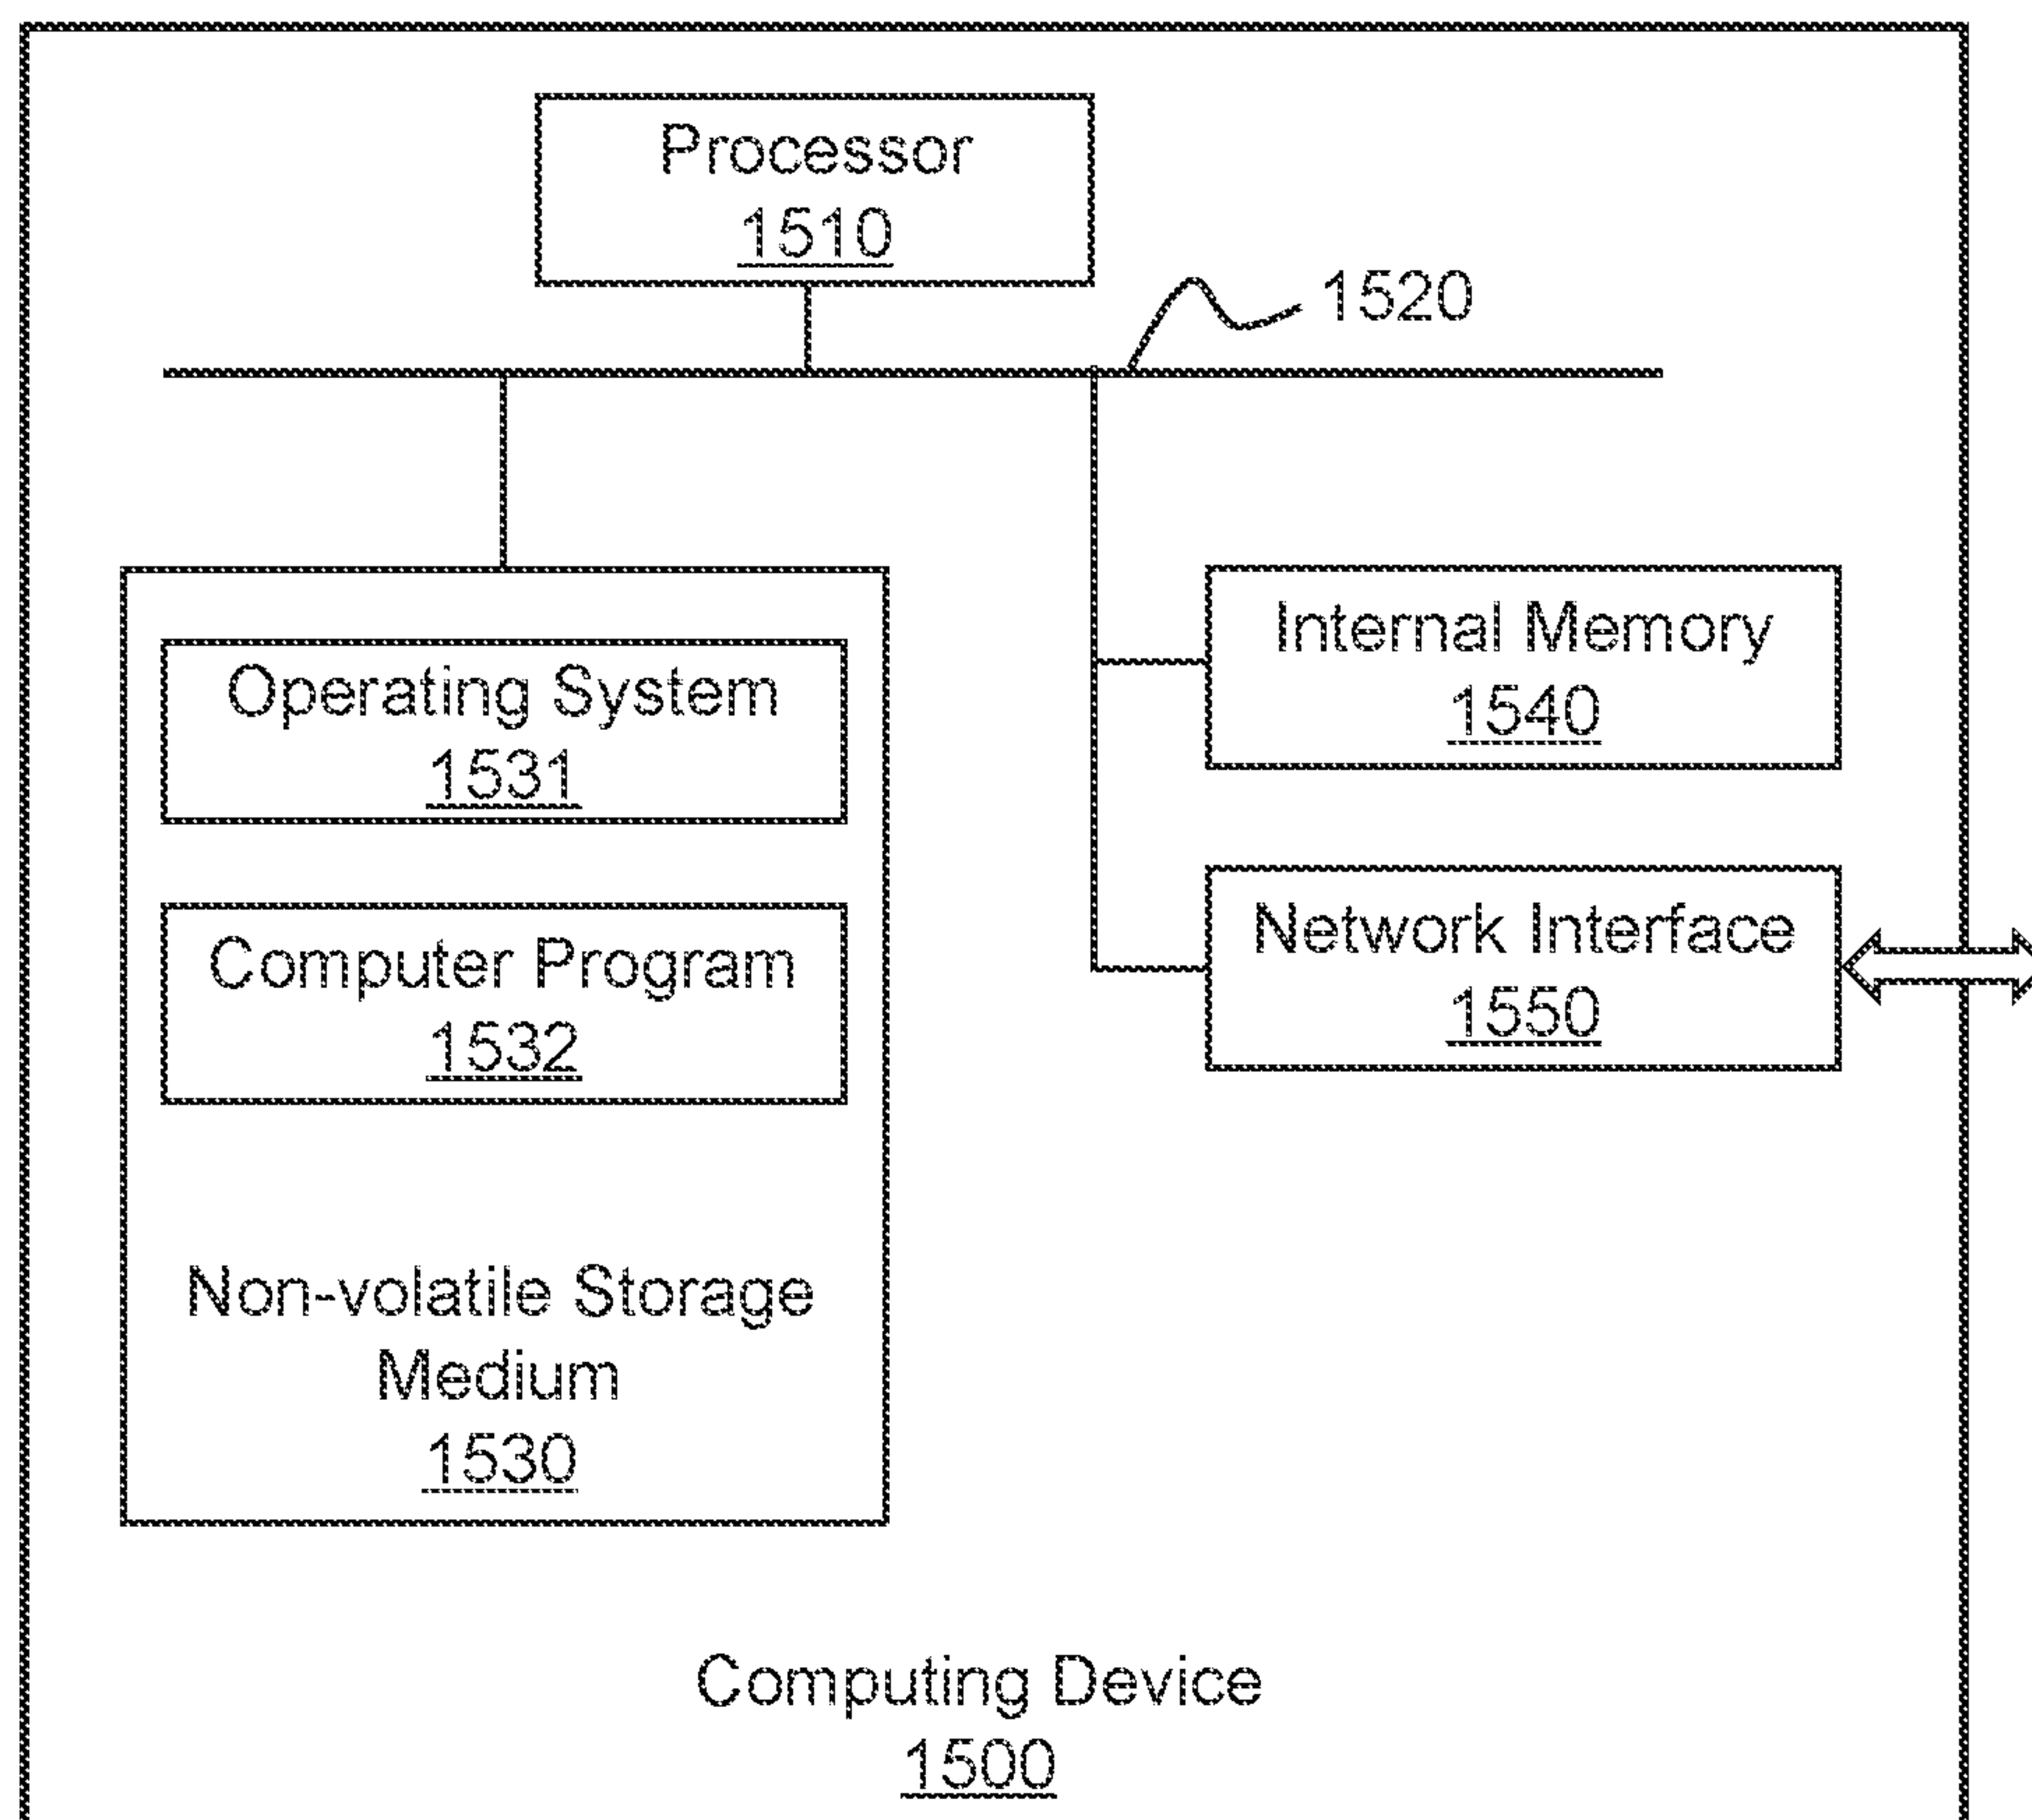 Processor
1510
1520
Operating System
1531
Computer Program
1532
Non-volatile Storage
Medium
1530
Internal Memory
1540
Network Interface
1550
Computing Device
1500